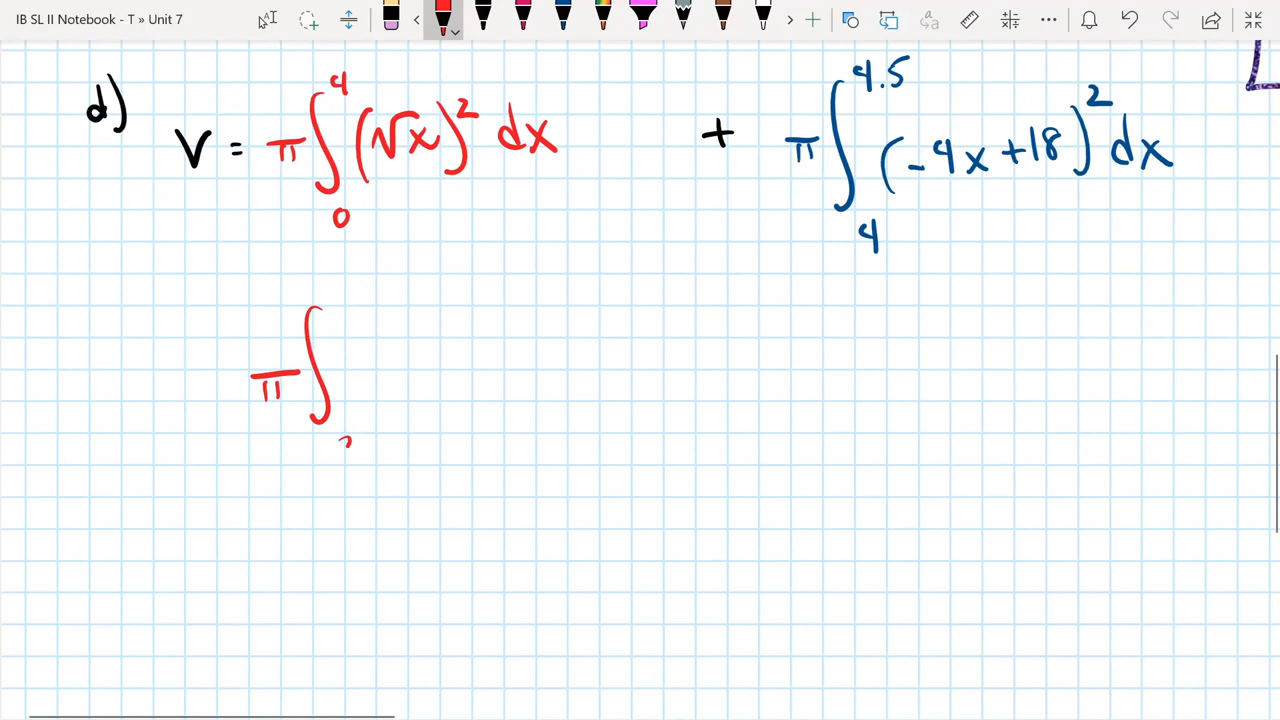 IB SL II Notebook - T » Unit 7
d) V = π ∫₀⁴ (√x)² dx + π ∫₄^4.5 (-4x +18)² dx
π ∫